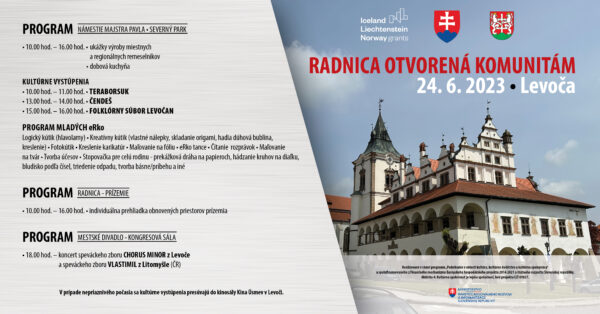 PROGRAM NÁMESTIE MAJSTRA PAVLA • SEVERNÝ PARK
• 10.00 hod. – 16.00 hod. • ukážky výroby miestnych
a regionálnych remeselníkov
• dobová kuchyňa
KULTÚRNE VYSTÚPENIA
• 10.00 hod. – 11.00 hod. • TERABORSUK
• 13.00 hod. – 14.00 hod. • ČENDEŠ
• 15.00 hod. – 16.00 hod. • FOLKLÓRNY SÚBOR LEVOČAN
PROGRAM MLADÝCH eRko
Logický kútik (hlavolamy) • Kreatívny kútik (vlastné nálepky, skladanie origami, hadia dúhová bublina,
kreslenie) • Fotokútik • Kreslenie karikatúr • Maľovanie na fóliu • eRko tance • Čítanie rozprávok • Maľovanie
na tvár • Tvorba účesov • Stopovačka pre celú rodinu - prekážková dráha na papieroch, hádzanie kruhov na diaľku,
bludisko podľa čísel, triedenie odpadu, tvorba básne/príbehu a iné
PROGRAM RADNICA - PRÍZEMIE
• 10.00 hod. – 16.00 hod. • individuálna prehliadka obnovených priestorov prízemia
PROGRAM MESTSKÉ DIVADLO - KONGRESOVÁ SÁLA
• 18.00 hod. – koncert speváckeho zboru CHORUS MINOR z Levoče
a speváckeho zboru VLASTIMIL z Litomyšle (ČR)
V prípade nepriaznivého počasia sa kultúrne vystúpenia presúvajú do kinosály Kina Úsmev v Levoči.
Iceland
Liechtenstein
Norway grants
RADNICA OTVORENÁ KOMUNITÁM
24. 6. 2023 • Levoča